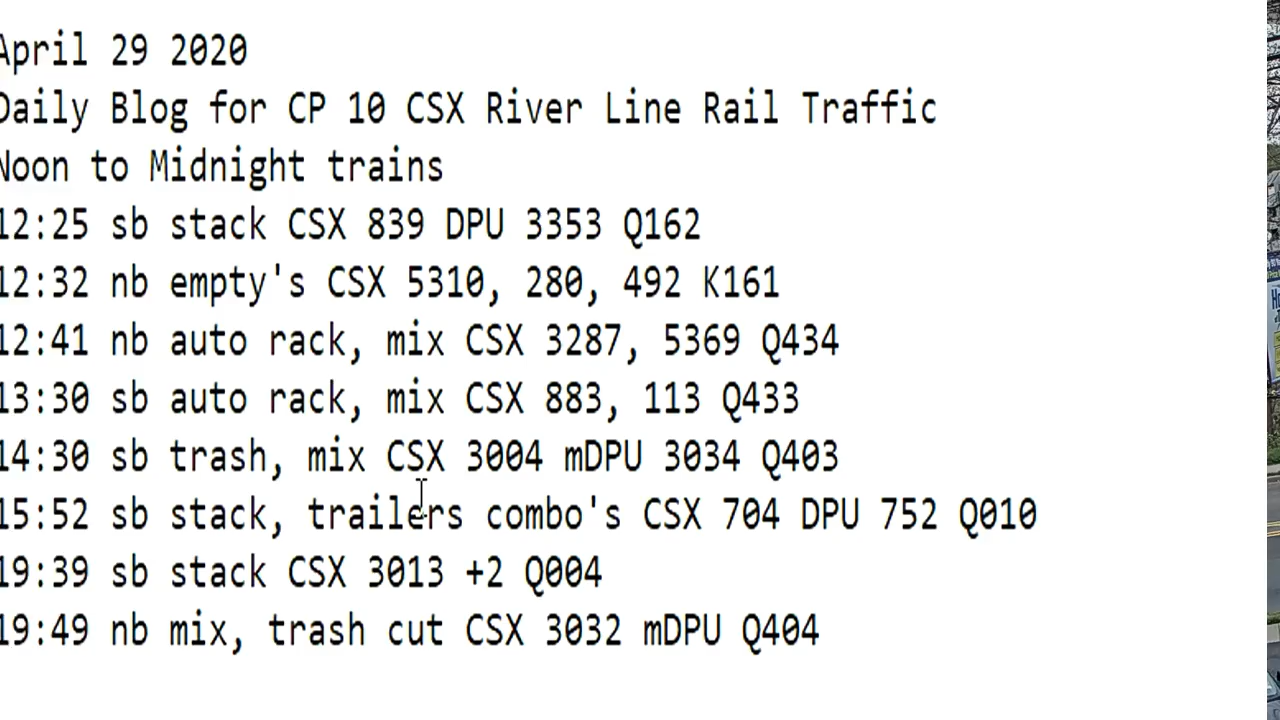 April 29 2020
Daily Blog for CP 10 CSX River Line Rail Traffic
Noon to Midnight trains
12:25 sb stack CSX 839 DPU 3353 Q162
12:32 nb empty's CSX 5310, 280, 492 K161
12:41 nb auto rack, mix CSX 3287, 5369 Q434
13:30 sb auto rack, mix CSX 883, 113 Q433
14:30 sb trash, mix CSX 3004 mDPU 3034 Q403
15:52 sb stack, trailers combo's CSX 704 DPU 752 Q010
19:39 sb stack CSX 3013 +2 Q004
19:49 nb mix, trash cut CSX 3032 mDPU Q404